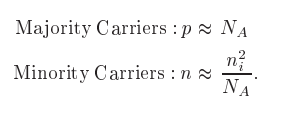 Majority Carriers : p ≈ N_A
Minority Carriers : n ≈ n_i^2 / N_A.